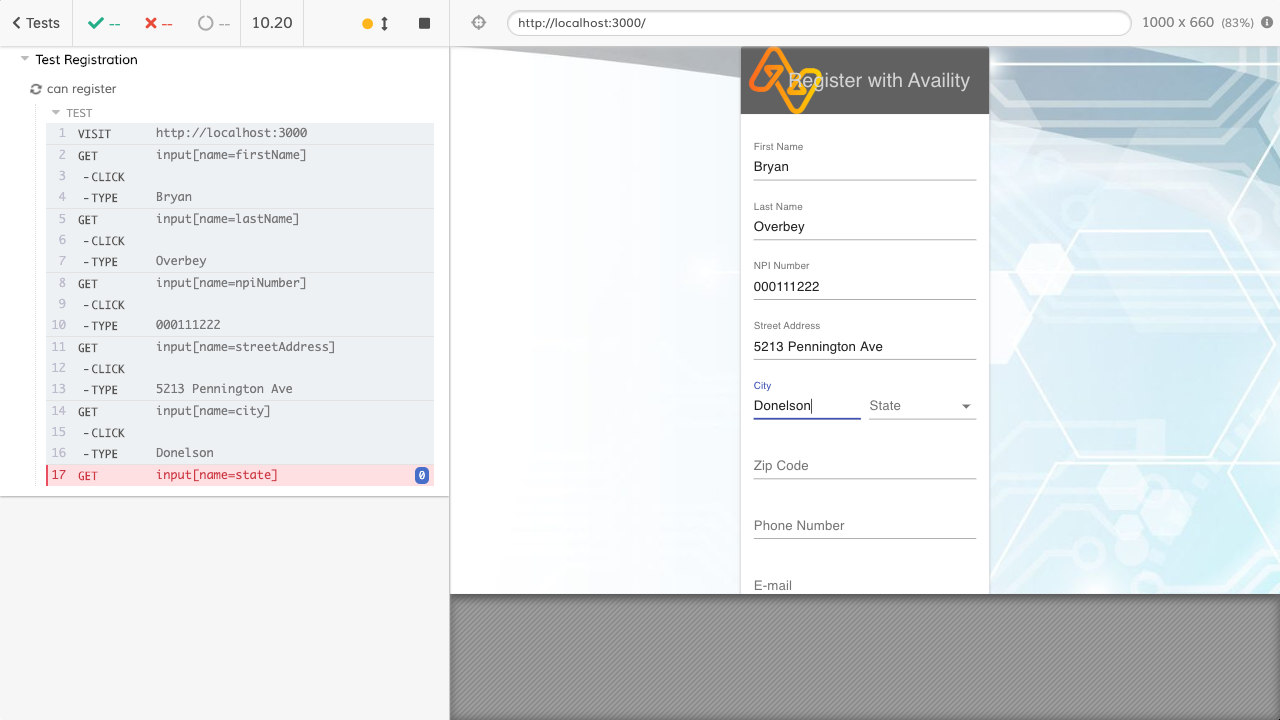 Tests
--
--
--
10.20
http://localhost:3000/
1000 x 660 (83%)
Test Registration
can register
TEST
1 VISIT http://localhost:3000
2 GET input[name=firstName]
3 -CLICK
4 -TYPE Bryan
5 GET input[name=lastName]
6 -CLICK
7 -TYPE Overbey
8 GET input[name=npiNumber]
9 -CLICK
10 -TYPE 000111222
11 GET input[name=streetAddress]
12 -CLICK
13 -TYPE 5213 Pennington Ave
14 GET input[name=city]
15 -CLICK
16 -TYPE Donelson
17 GET input[name=state] 0
Register with Availity
First Name
Bryan
Last Name
Overbey
NPI Number
000111222
Street Address
5213 Pennington Ave
City
Donelson
State
Zip Code
Phone Number
E-mail